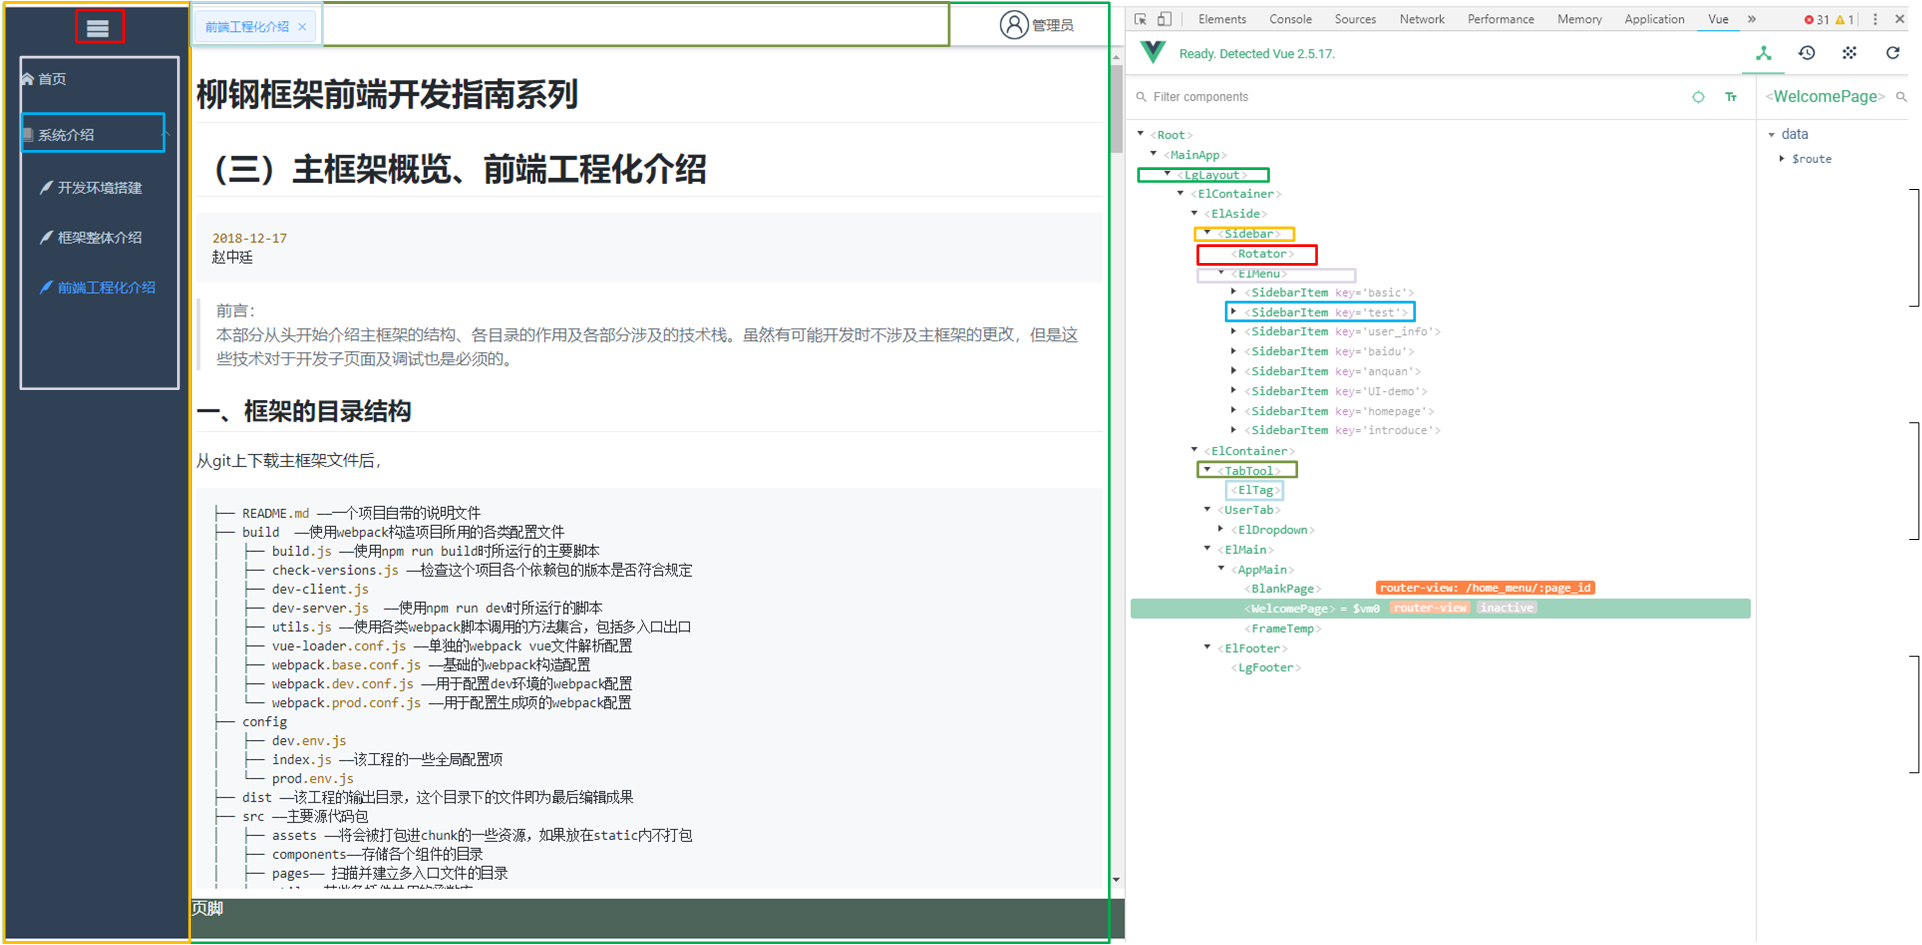 首页
系统介绍
开发环境搭建
框架整体介绍
前端工程化介绍
前端工程化介绍 ×
管理员
柳钢框架前端开发指南系列
（三）主框架概览、前端工程化介绍
2018-12-17
赵中廷
前言：
本部分从头开始介绍主框架的结构、各目录的作用及各部分涉及的技术栈。虽然有可能开发时不涉及主框架的更改，但是这
些技术对于开发子页面及调试也是必须的。
一、框架的目录结构
从git上下载主框架文件后，
├── README.md ——一个项目自带的说明文件
├── build ——使用webpack构造项目所用的各类配置文件
│ ├── build.js ——使用npm run build时所运行的主要脚本
│ ├── check-versions.js ——检查这个项目各个依赖包的版本是否符合规定
│ ├── dev-client.js
│ ├── dev-server.js ——使用npm run dev时所运行的脚本
│ ├── utils.js ——使用各类webpack脚本调用的方法集合，包括多入口出口
│ ├── vue-loader.conf.js ——单独的webpack vue文件解析配置
│ ├── webpack.base.conf.js ——基础的webpack构造配置
│ ├── webpack.dev.conf.js ——用于配置dev环境的webpack配置
│ └── webpack.prod.conf.js ——用于配置生成项的webpack配置
├── config
│ ├── dev.env.js
│ ├── index.js ——该工程的一些全局配置项
│ └── prod.env.js
├── dist ——该工程的输出目录，这个目录下的文件即为最后编辑成果
├── src ——主要源代码包
│ ├── assets ——将会被打包进chunk的一些资源，如果放在static内不打包
│ ├── components——存储各个组件的目录
│ ├── pages—— 扫描并建立多入口文件的目录
页脚
Elements Console Sources Network Performance Memory Application Vue » 31 1
Ready. Detected Vue 2.5.17.
Filter components
<Root>
<MainApp>
<LgLayout>
<ElContainer>
<ElAside>
<Sidebar>
<Rotator>
<ElMenu>
<SidebarItem key='basic'>
<SidebarItem key='test'>
<SidebarItem key='user_info'>
<SidebarItem key='baidu'>
<SidebarItem key='anquan'>
<SidebarItem key='UI-demo'>
<SidebarItem key='homepage'>
<SidebarItem key='introduce'>
<ElContainer>
<TabTool>
<ElTag>
<UserTab>
<ElDropdown>
<ElMain>
<AppMain>
<BlankPage> router-view: /home_menu/:page_id
<WelcomePage> = $vm0 router-view inactive
<FrameTemp>
<ElFooter>
<LgFooter>
<WelcomePage>
data
$route